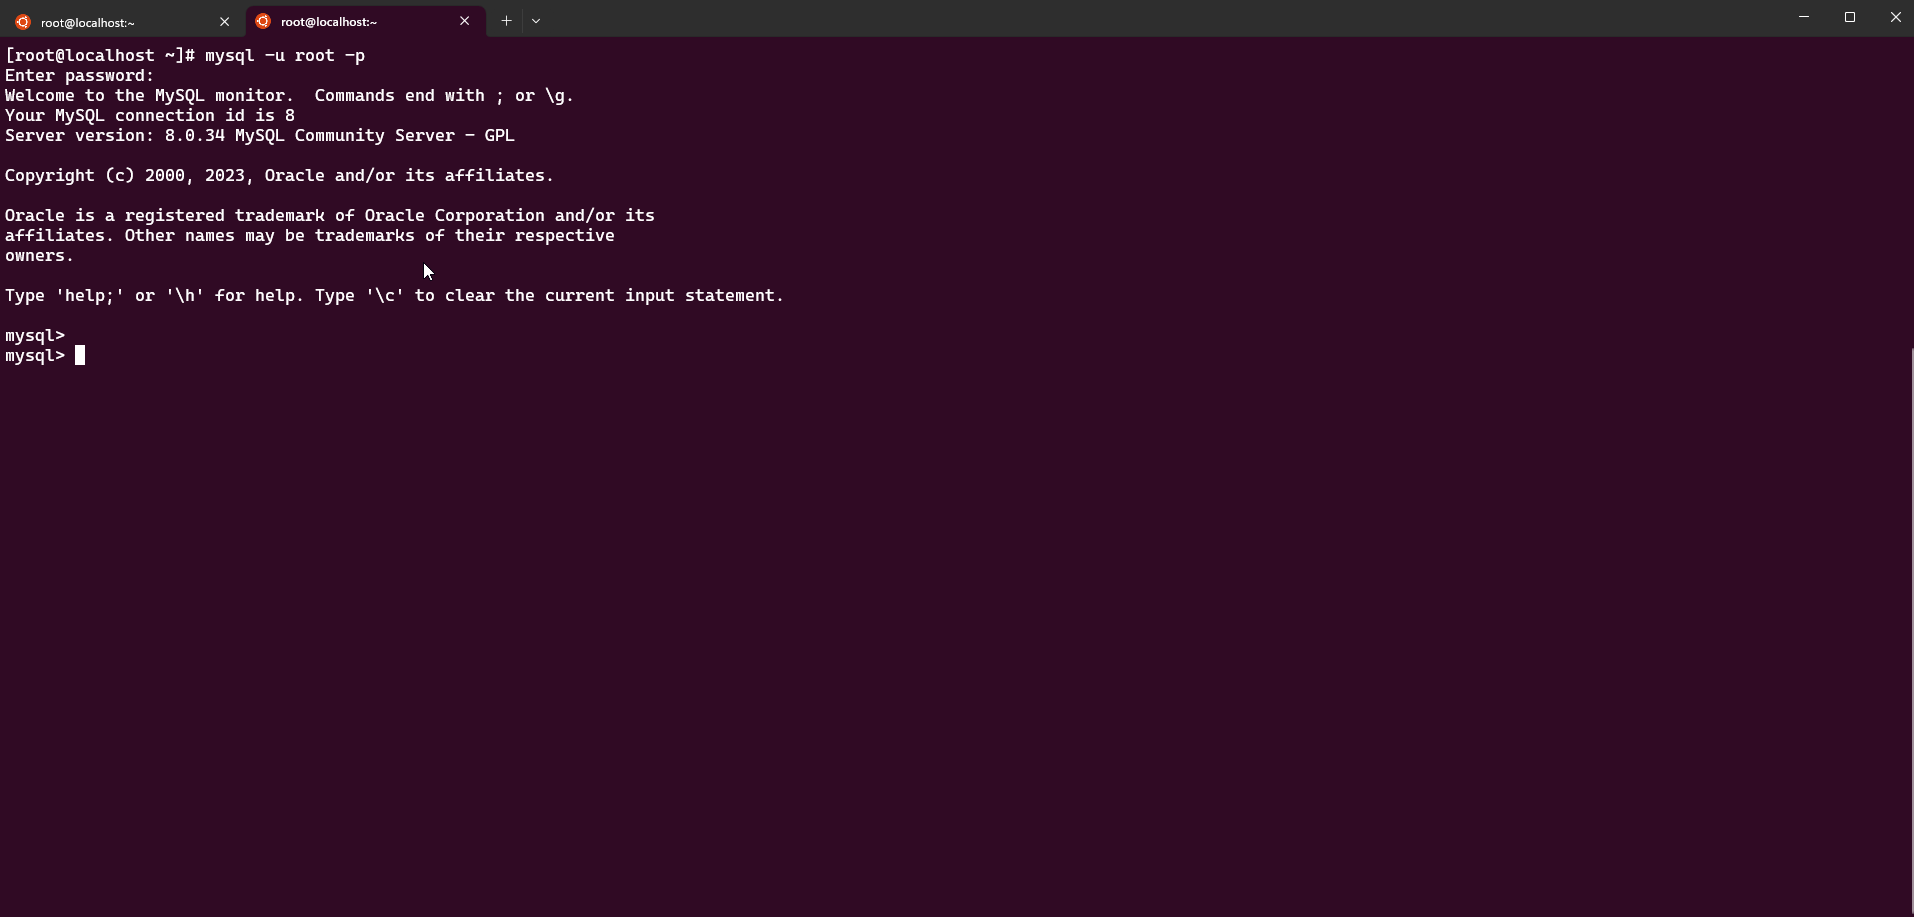 root@localhost:~
root@localhost:~
[root@localhost ~]# mysql -u root -p
Enter password:
Welcome to the MySQL monitor.  Commands end with ; or \g.
Your MySQL connection id is 8
Server version: 8.0.34 MySQL Community Server - GPL
Copyright (c) 2000, 2023, Oracle and/or its affiliates.
Oracle is a registered trademark of Oracle Corporation and/or its
affiliates. Other names may be trademarks of their respective
owners.
Type 'help;' or '\h' for help. Type '\c' to clear the current input statement.
mysql>
mysql>